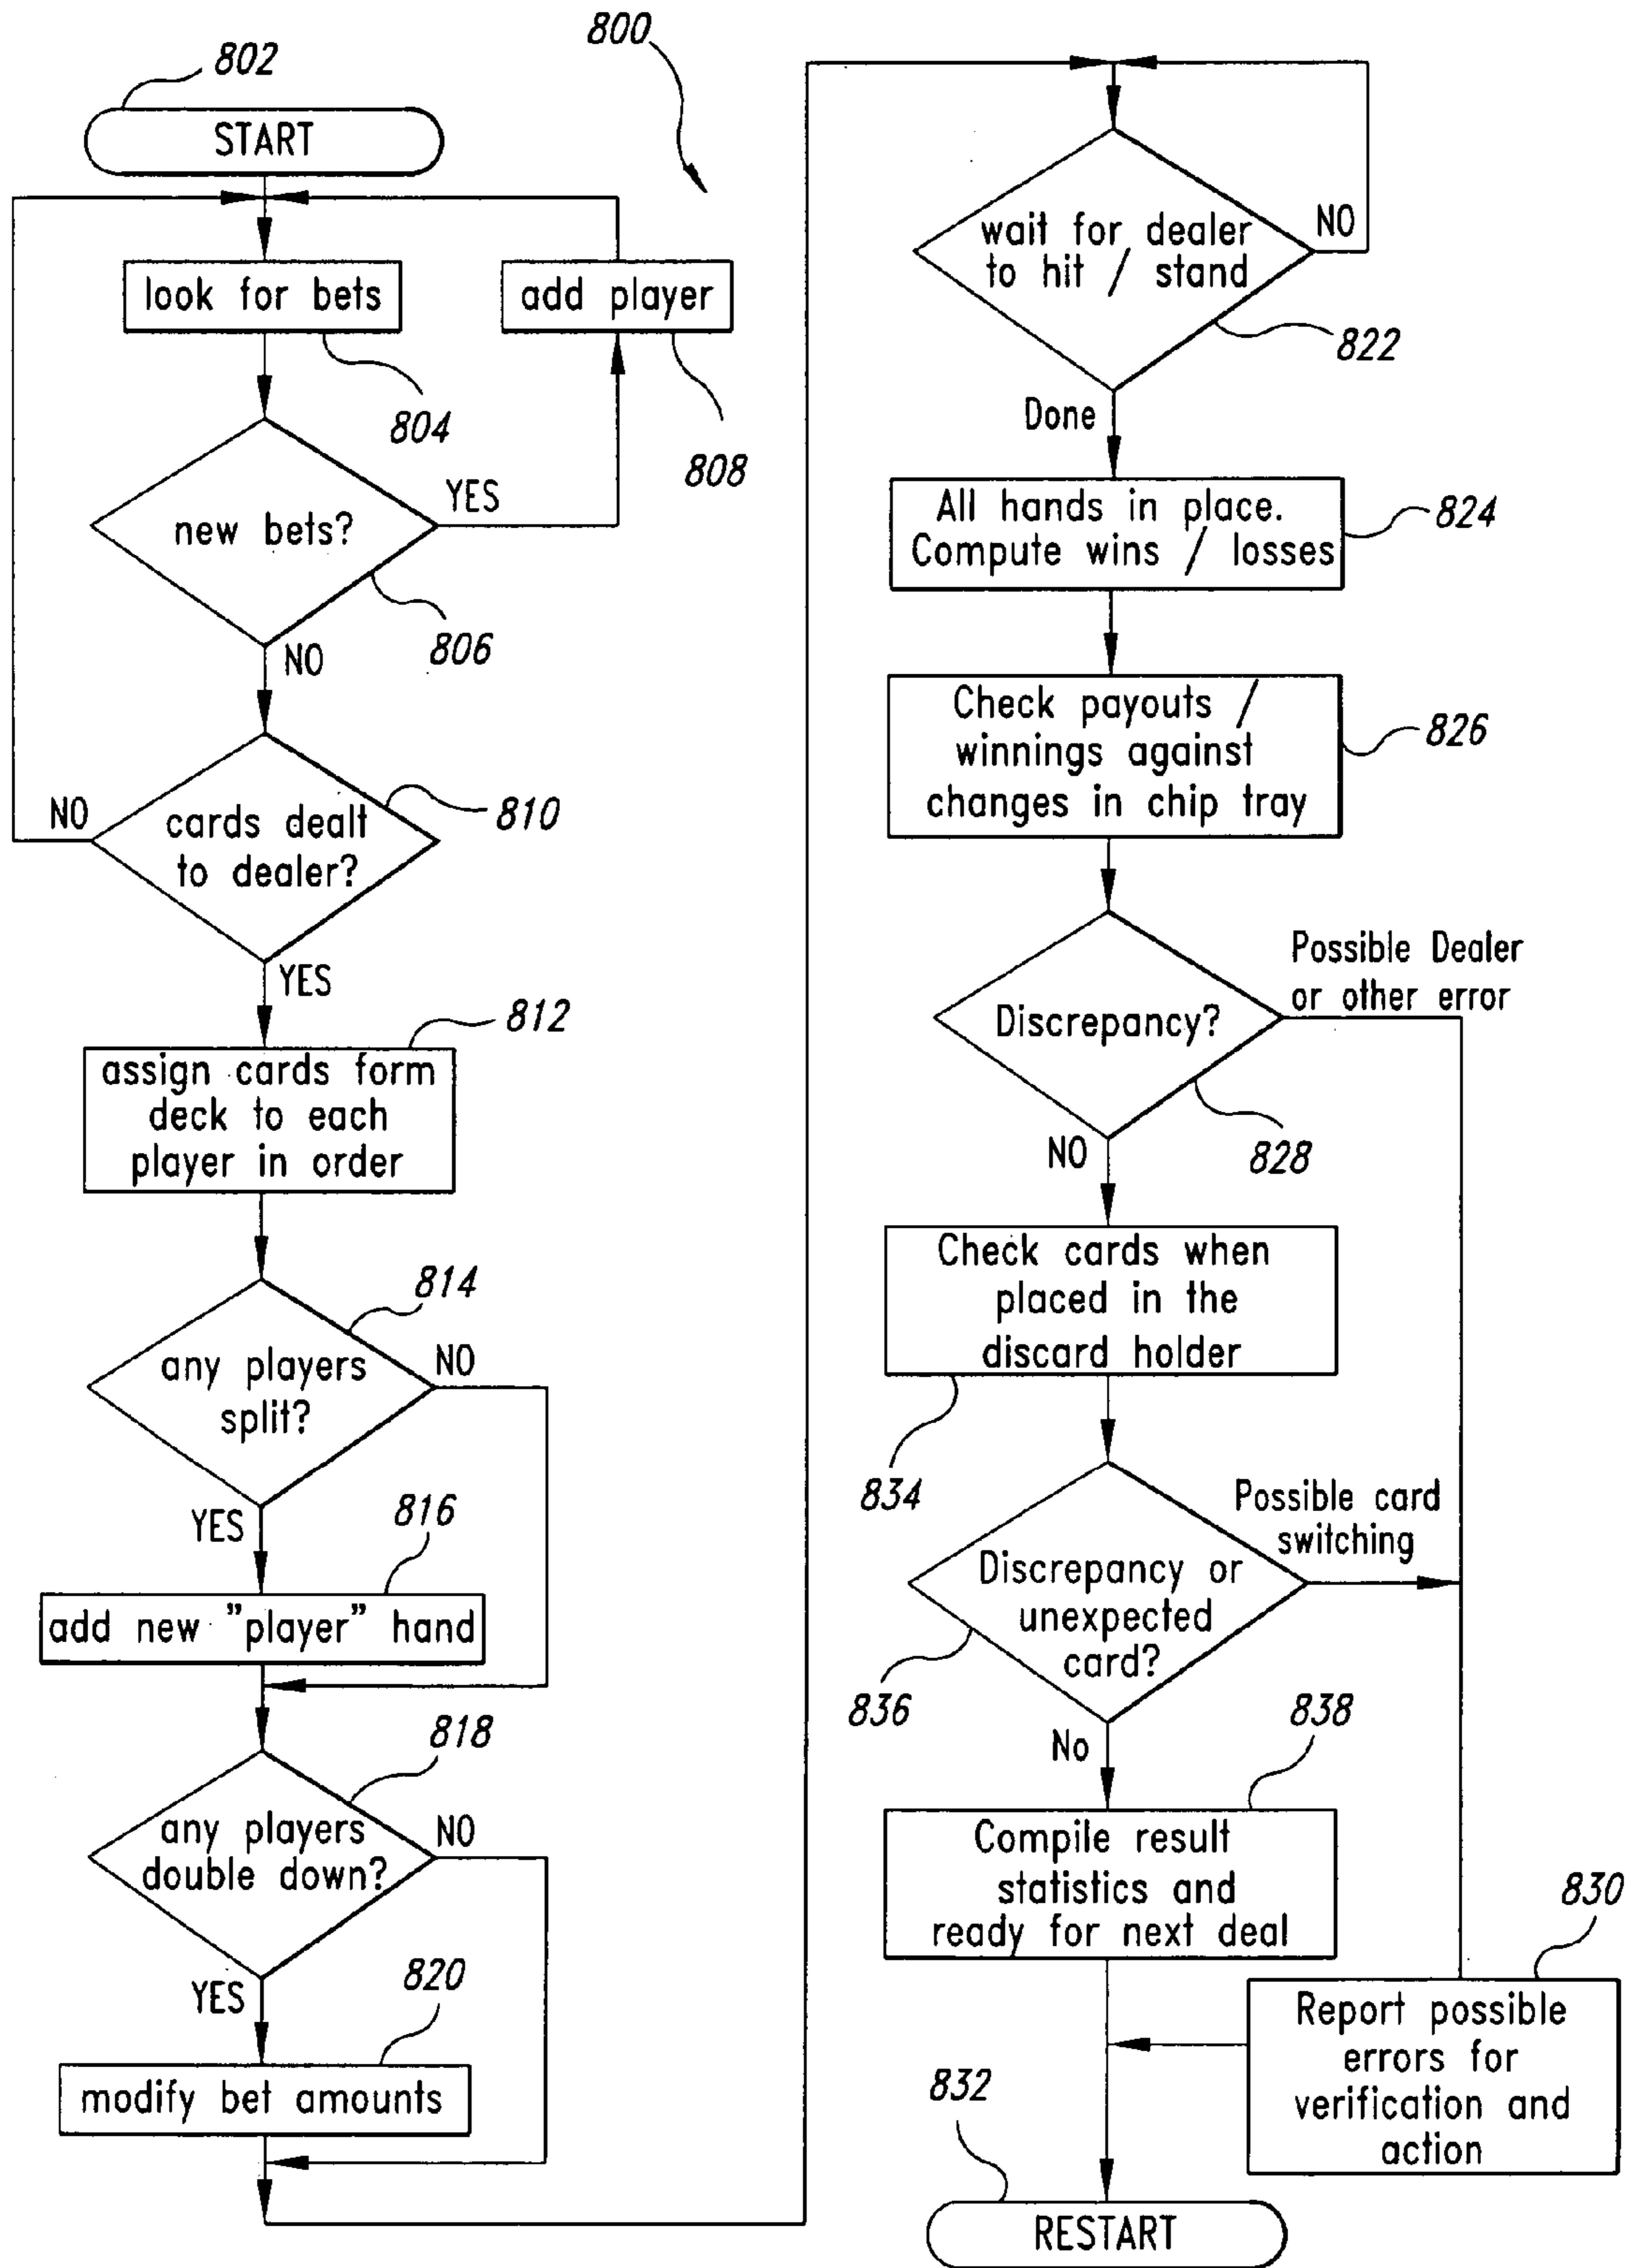 800
802
START
look for bets
804
add player
808
new bets?
YES
806
NO
cards dealt
to dealer?
810
NO
YES
812
assign cards form
deck to each
player in order
814
any players
split?
NO
YES
816
add new "player" hand
818
any players
double down?
NO
YES
820
modify bet amounts
wait for dealer
to hit / stand
NO
822
Done
All hands in place.
Compute wins / losses
824
Check payouts /
winnings against
changes in chip tray
826
Discrepancy?
Possible Dealer
or other error
828
NO
Check cards when
placed in the
discard holder
834
Discrepancy or
unexpected
card?
Possible card
switching
836
No
838
Compile result
statistics and
ready for next deal
830
Report possible
errors for
verification and
action
832
RESTART